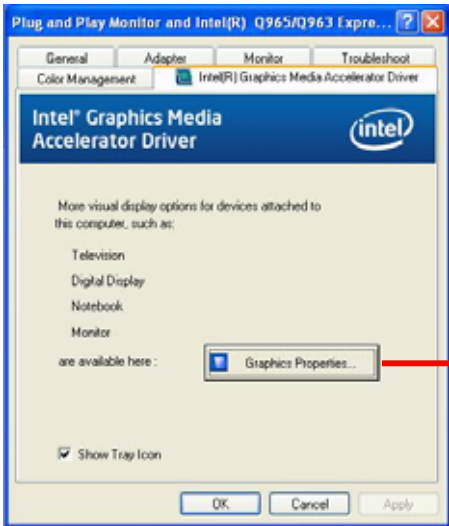 Plug and Play Monitor and Intel(R) Q965/Q963 Expre...
General Adapter Monitor Troubleshoot
Color Management Intel(R) Graphics Media Accelerator Driver
Intel® Graphics Media
Accelerator Driver
intel
More visual display options for devices attached to
this computer, such as:
Television
Digital Display
Notebook
Monitor
are available here :
Graphics Properties...
Show Tray Icon
OK Cancel Apply